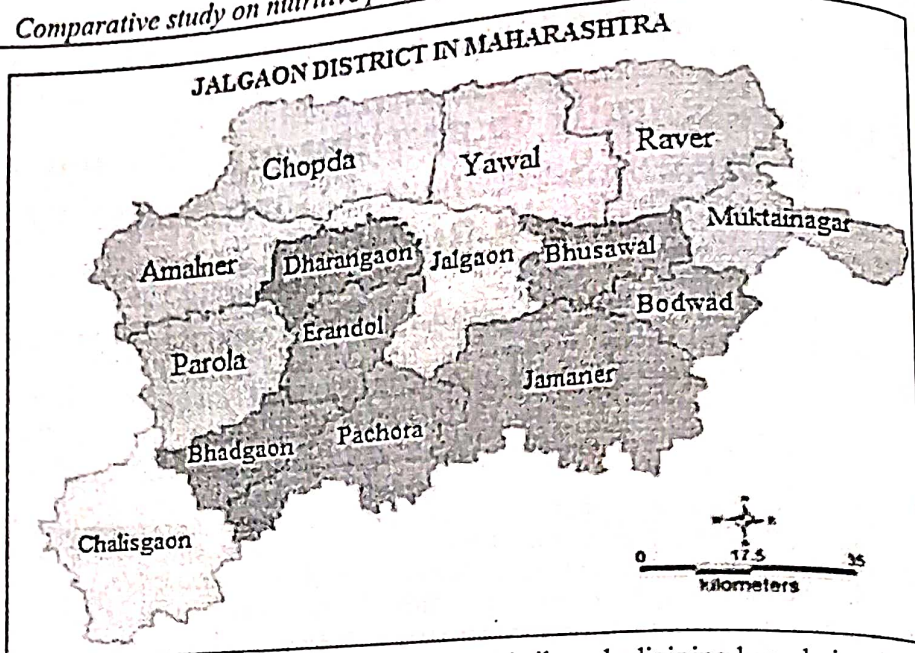 Comparative study on nutritive
JALGAON DISTRICT IN MAHARASHTRA
Chopda
Yawal
Raver
Muktainagar
Amalner
Dharangaon
Jalgaon
Bhusawal
Bodwad
Erandol
Parola
Jamaner
Pachora
Bhadgaon
Chalisgaon
N
W E
S
0 17.5 35
kilometers